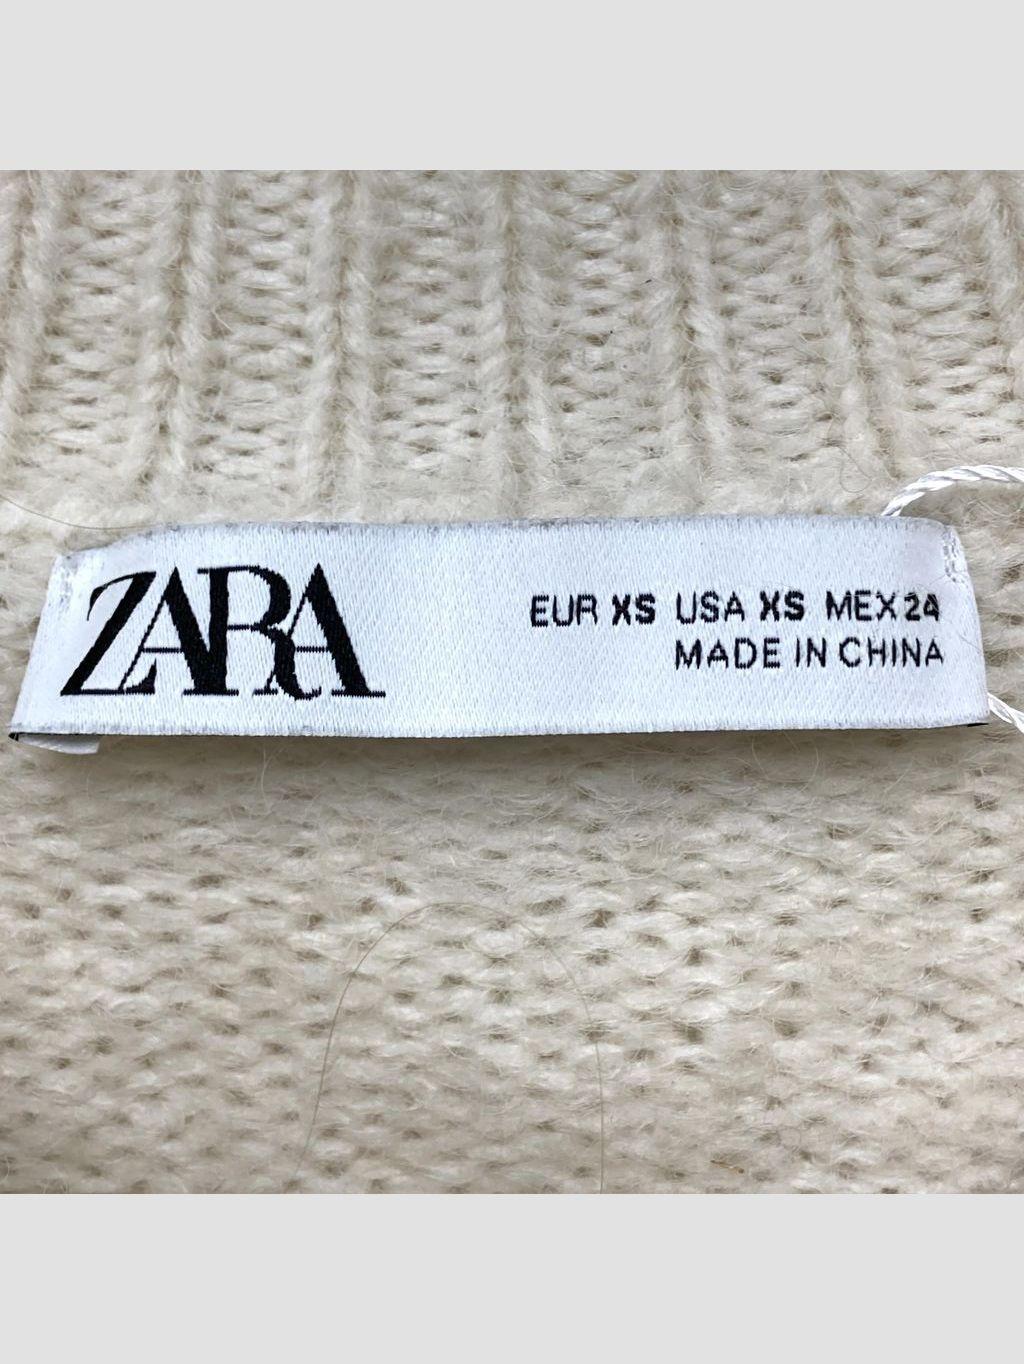 ZARA
EUR XS USA XS MEX 24
MADE IN CHINA